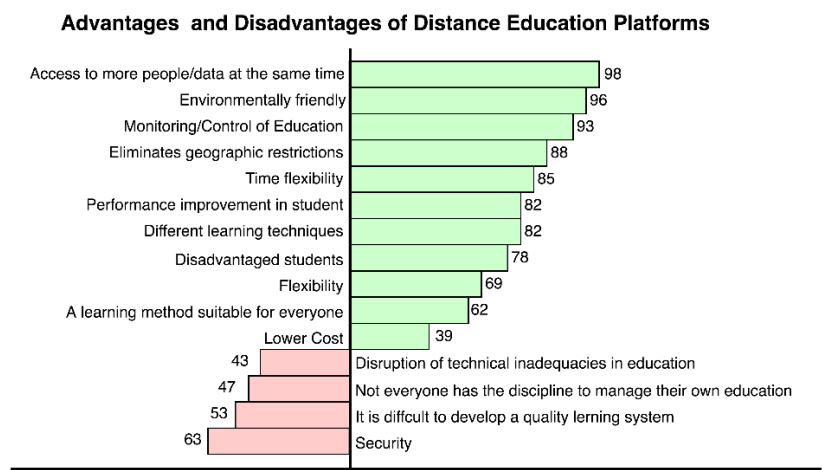 Advantages and Disadvantages of Distance Education Platforms
Access to more people/data at the same time 98
Environmentally friendly 96
Monitoring/Control of Education 93
Eliminates geographic restrictions 88
Time flexibility 85
Performance improvement in student 82
Different learning techniques 82
Disadvantaged students 78
Flexibility 69
A learning method suitable for everyone 62
Lower Cost 39
43 Disruption of technical inadequacies in education
47 Not everyone has the discipline to manage their own education
53 It is diffcult to develop a quality lerning system
63 Security